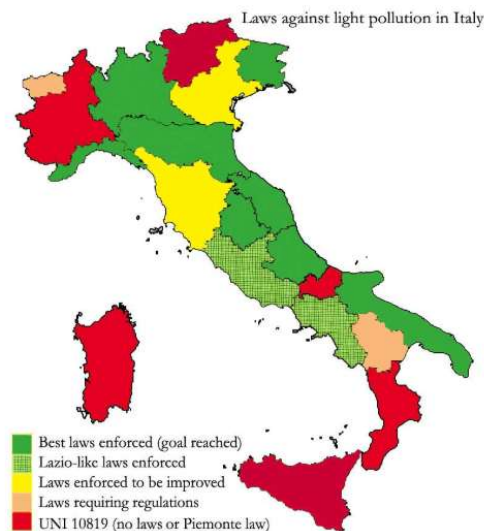 Laws against light pollution in Italy
Best laws enforced (goal reached)
Lazio-like laws enforced
Laws enforced to be improved
Laws requiring regulations
UNI 10819 (no laws or Piemonte law)